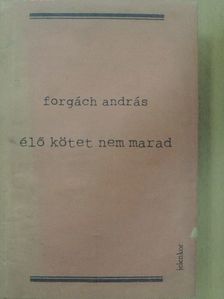 forgách andrás
élő kötet nem marad
jelenkor